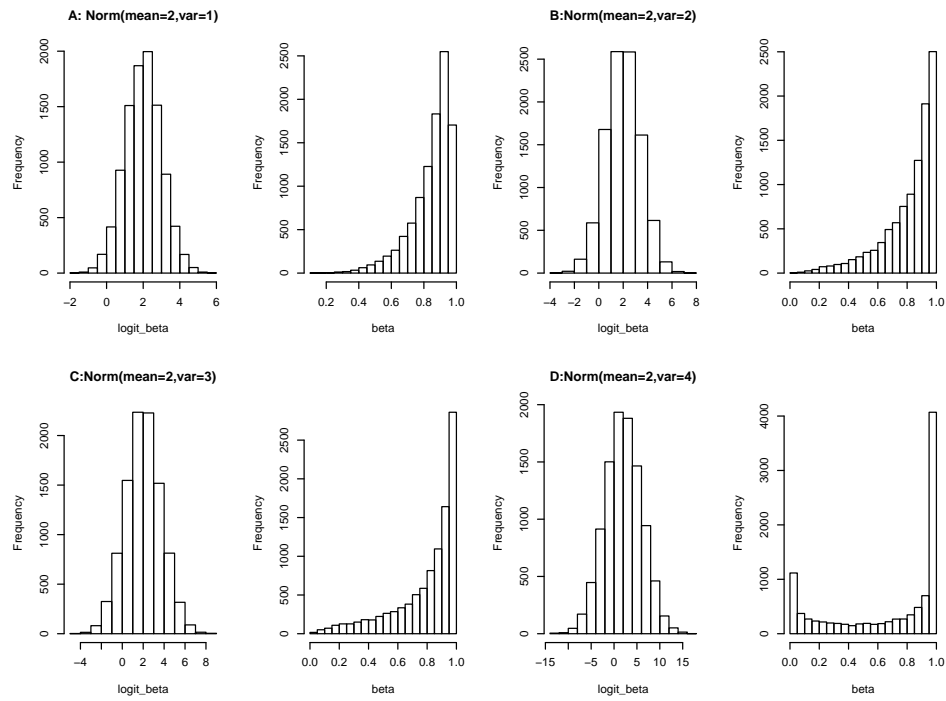 A: Norm(mean=2,var=1)
Frequency
0 500 1000 1500 2000
−2 0 2 4 6
logit_beta
Frequency
0 500 1000 1500 2000 2500
0.2 0.4 0.6 0.8 1.0
beta
B:Norm(mean=2,var=2)
Frequency
0 500 1000 1500 2000 2500
−4 −2 0 2 4 6 8
logit_beta
Frequency
0 500 1000 1500 2000 2500
0.0 0.2 0.4 0.6 0.8 1.0
beta
C:Norm(mean=2,var=3)
Frequency
0 500 1000 1500 2000
−4 0 2 4 6 8
logit_beta
Frequency
0 500 1000 1500 2000 2500
0.0 0.2 0.4 0.6 0.8 1.0
beta
D:Norm(mean=2,var=4)
Frequency
0 500 1000 1500 2000
−15 −5 0 5 10 15
logit_beta
Frequency
0 1000 2000 3000 4000
0.0 0.2 0.4 0.6 0.8 1.0
beta